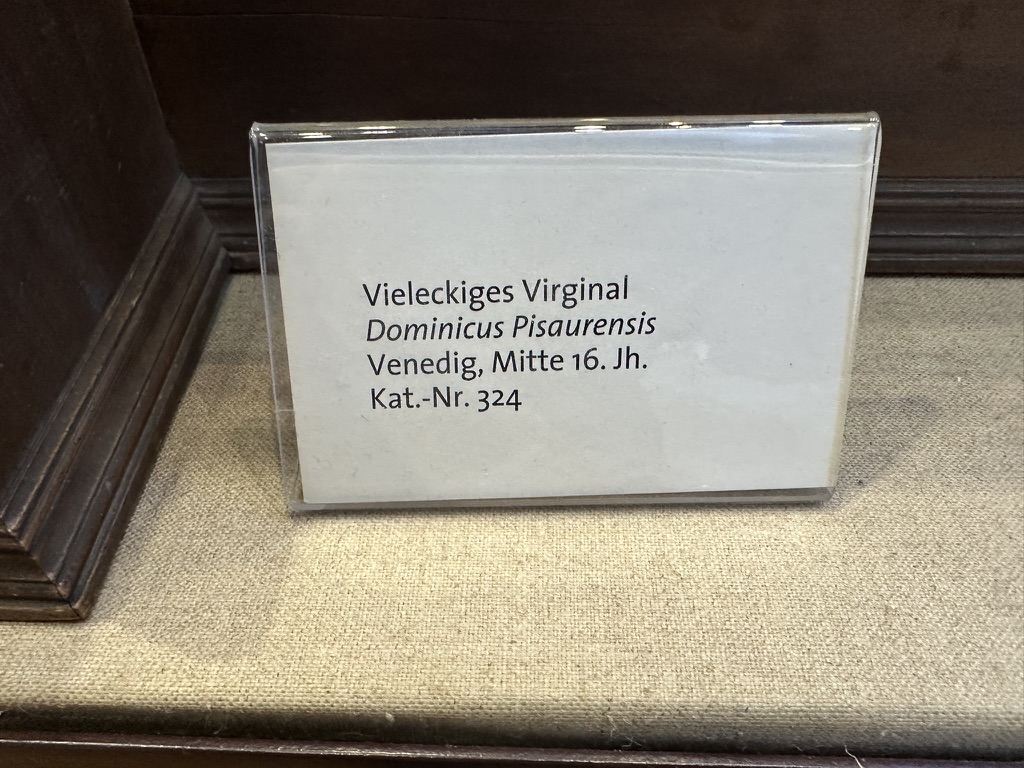 Vieleckiges Virginal
Dominicus Pisaurensis
Venedig, Mitte 16. Jh.
Kat.-Nr. 324